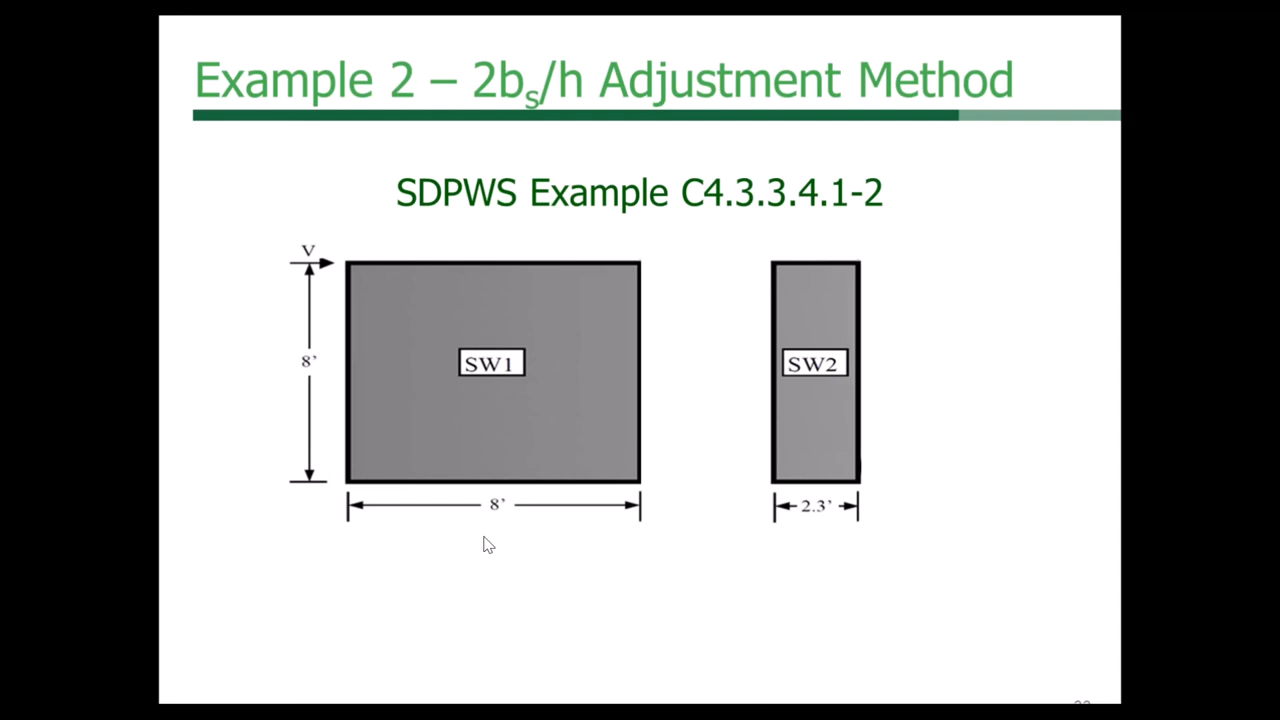 Example 2 – 2bs/h Adjustment Method
SDPWS Example C4.3.3.4.1-2
V
8'
SW1
SW2
8'
2.3'